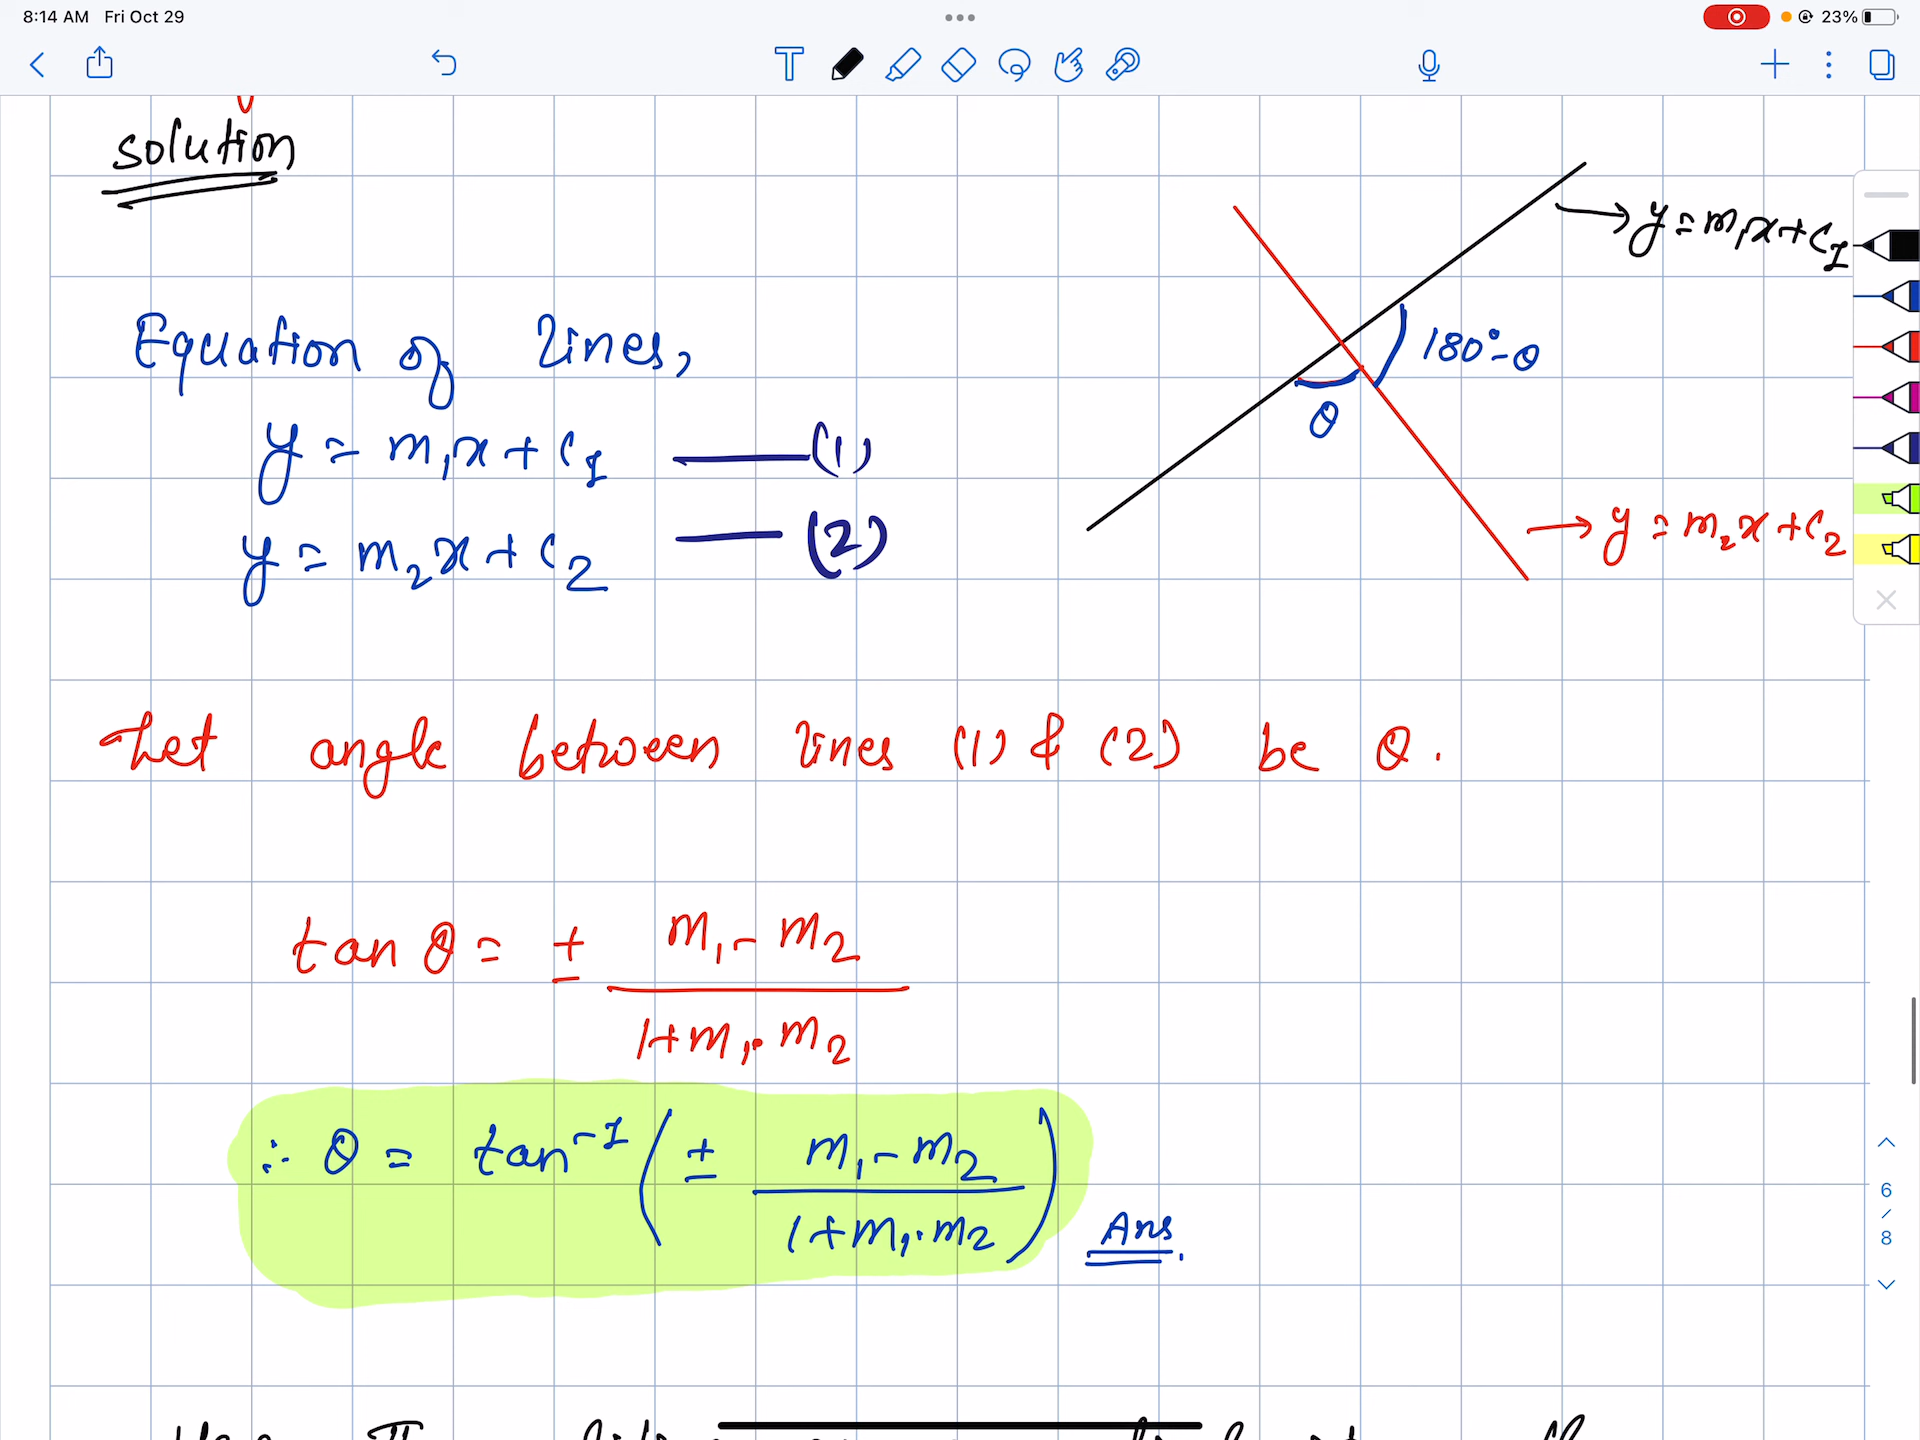 8:14 AM Fri Oct 29
23%
solution
y = m₁x + c₁
180° - θ
θ
y = m₂x + c₂
Equation of lines,
y = m₁x + c₁ —— (1)
y = m₂x + c₂ —— (2)
Let angle between lines (1) & (2) be θ.
tan θ = ± (m₁ - m₂) / (1 + m₁ . m₂)
∴ θ = tan⁻¹ ( ± (m₁ - m₂) / (1 + m₁ . m₂) ) Ans.
6 / 8